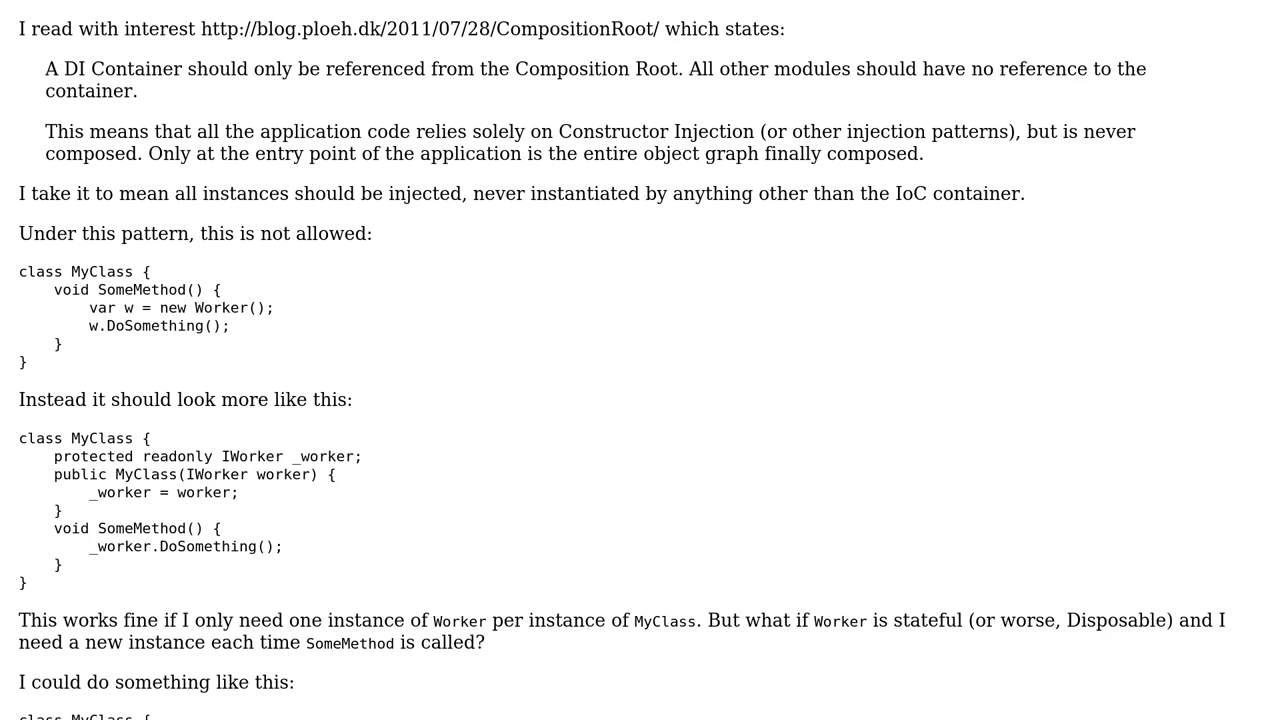 I read with interest http://blog.ploeh.dk/2011/07/28/CompositionRoot/ which states:
A DI Container should only be referenced from the Composition Root. All other modules should have no reference to the
container.
This means that all the application code relies solely on Constructor Injection (or other injection patterns), but is never
composed. Only at the entry point of the application is the entire object graph finally composed.
I take it to mean all instances should be injected, never instantiated by anything other than the IoC container.
Under this pattern, this is not allowed:
class MyClass {
    void SomeMethod() {
        var w = new Worker();
        w.DoSomething();
    }
}
Instead it should look more like this:
class MyClass {
    protected readonly IWorker _worker;
    public MyClass(IWorker worker) {
        _worker = worker;
    }
    void SomeMethod() {
        _worker.DoSomething();
    }
}
This works fine if I only need one instance of Worker per instance of MyClass. But what if Worker is stateful (or worse, Disposable) and I
need a new instance each time SomeMethod is called?
I could do something like this:
class MyClass {